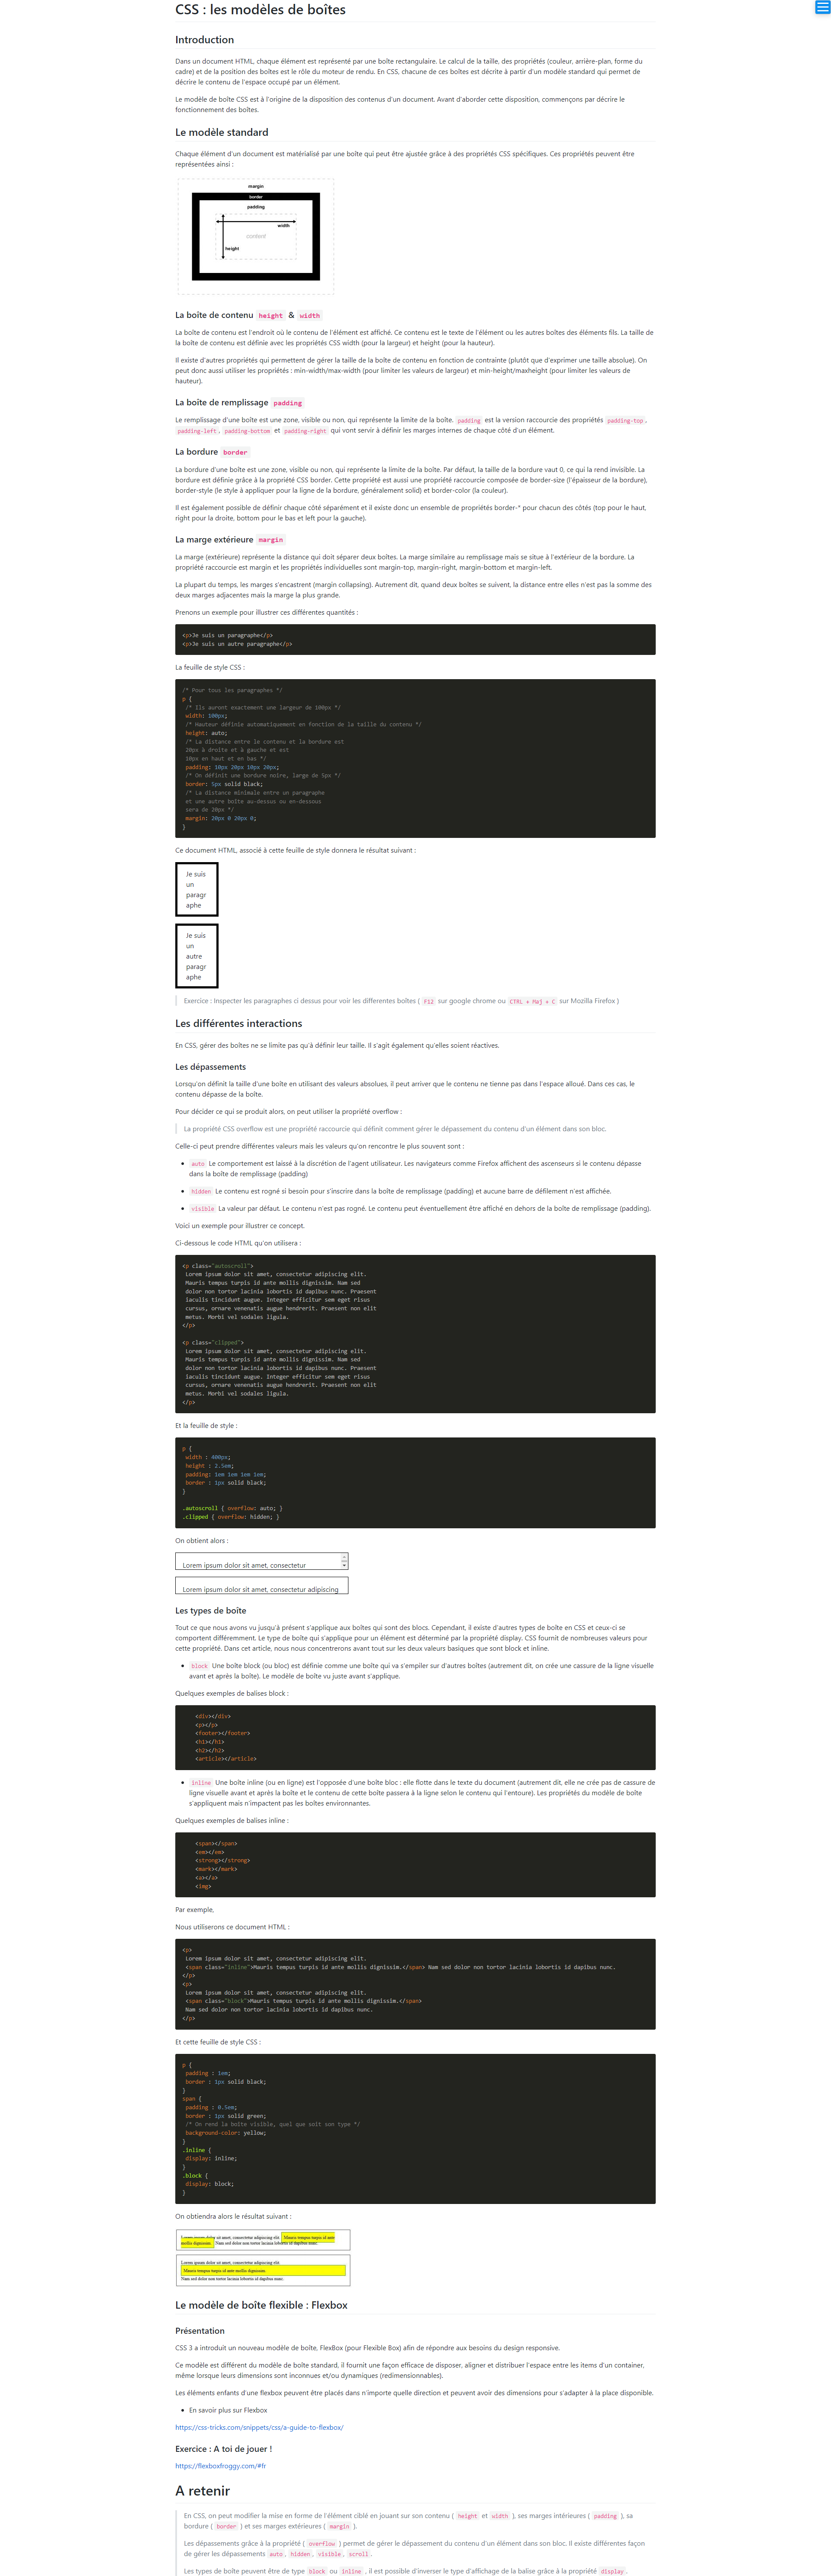 CSS : les modèles de boîtes
Introduction
Dans un document HTML, chaque élément est représenté par une boîte rectangulaire. Le calcul de la taille, des propriétés (couleur, arrière-plan, forme du
cadre) et de la position des boîtes est le rôle du moteur de rendu. En CSS, chacune de ces boîtes est décrite à partir d'un modèle standard qui permet de
décrire le contenu de l'espace occupé par un élément.
Le modèle de boîte CSS est à l'origine de la disposition des contenus d'un document. Avant d'aborder cette disposition, commençons par décrire le
fonctionnement des boîtes.
Le modèle standard
Chaque élément d'un document est matérialisé par une boîte qui peut être ajustée grâce à des propriétés CSS spécifiques. Ces propriétés peuvent être
représentées ainsi :
margin
border
padding
width
content
height
La boîte de contenu height & width
La boîte de contenu est l'endroit où le contenu de l'élément est affiché. Ce contenu est le texte de l'élément ou les autres boîtes des éléments fils. La taille de
la boîte de contenu est définie avec les propriétés CSS width (pour la largeur) et height (pour la hauteur).
Il existe d'autres propriétés qui permettent de gérer la taille de la boîte de contenu en fonction de contrainte (plutôt que d'exprimer une taille absolue). On
peut donc aussi utiliser les propriétés : min-width/max-width (pour limiter les valeurs de largeur) et min-height/maxheight (pour limiter les valeurs de
hauteur).
La boîte de remplissage padding
Le remplissage d'une boîte est une zone, visible ou non, qui représente la limite de la boîte. padding est la version raccourcie des propriétés padding-top,
padding-left, padding-bottom et padding-right qui vont servir à définir les marges internes de chaque côté d'un élément.
La bordure border
La bordure d'une boîte est une zone, visible ou non, qui représente la limite de la boîte. Par défaut, la taille de la bordure vaut 0, ce qui la rend invisible. La
bordure est définie grâce à la propriété CSS border. Cette propriété est aussi une propriété raccourcie composée de border-size (l'épaisseur de la bordure),
border-style (le style à appliquer pour la ligne de la bordure, généralement solid) et border-color (la couleur).
Il est également possible de définir chaque côté séparément et il existe donc un ensemble de propriétés border-* pour chacun des côtés (top pour le haut,
right pour la droite, bottom pour le bas et left pour la gauche).
La marge extérieure margin
La marge (extérieure) représente la distance qui doit séparer deux boîtes. La marge similaire au remplissage mais se situe à l'extérieur de la bordure. La
propriété raccourcie est margin et les propriétés individuelles sont margin-top, margin-right, margin-bottom et margin-left.
La plupart du temps, les marges s'encastrent (margin collapsing). Autrement dit, quand deux boîtes se suivent, la distance entre elles n'est pas la somme des
deux marges adjacentes mais la marge la plus grande.
Prenons un exemple pour illustrer ces différentes quantités :
<p>Je suis un paragraphe</p>
<p>Je suis un autre paragraphe</p>
La feuille de style CSS :
/* Pour tous les paragraphes */
p {
/* Ils auront exactement une largeur de 100px */
width: 100px;
/* Hauteur définie automatiquement en fonction de la taille du contenu */
height: auto;
/* La distance entre le contenu et la bordure est
20px à droite et à gauche et est
10px en haut et en bas */
padding: 10px 20px 10px 20px;
/* On définit une bordure noire, large de 5px */
border: 5px solid black;
/* La distance minimale entre un paragraphe
et une autre boîte au-dessus ou en-dessous
sera de 20px */
margin: 20px 0 20px 0;
}
Ce document HTML, associé à cette feuille de style donnera le résultat suivant :
Je suis
un
paragr
aphe
Je suis
un
autre
paragr
aphe
Exercice : Inspecter les paragraphes ci dessus pour voir les differentes boîtes ( F12 sur google chrome ou CTRL + Maj + C sur Mozilla Firefox )
Les différentes interactions
En CSS, gérer des boîtes ne se limite pas qu'à définir leur taille. Il s'agit également qu'elles soient réactives.
Les dépassements
Lorsqu'on définit la taille d'une boîte en utilisant des valeurs absolues, il peut arriver que le contenu ne tienne pas dans l'espace alloué. Dans ces cas, le
contenu dépasse de la boîte.
Pour décider ce qui se produit alors, on peut utiliser la propriété overflow :
La propriété CSS overflow est une propriété raccourcie qui définit comment gérer le dépassement du contenu d'un élément dans son bloc.
Celle-ci peut prendre différentes valeurs mais les valeurs qu'on rencontre le plus souvent sont :
• auto Le comportement est laissé à la discrétion de l'agent utilisateur. Les navigateurs comme Firefox affichent des ascenseurs si le contenu dépasse
dans la boîte de remplissage (padding)
• hidden Le contenu est rogné si besoin pour s'inscrire dans la boîte de remplissage (padding) et aucune barre de défilement n'est affichée.
• visible La valeur par défaut. Le contenu n'est pas rogné. Le contenu peut éventuellement être affiché en dehors de la boîte de remplissage (padding).
Voici un exemple pour illustrer ce concept.
Ci-dessous le code HTML qu'on utilisera :
<p class="autoscroll">
Lorem ipsum dolor sit amet, consectetur adipiscing elit.
Mauris tempus turpis id ante mollis dignissim. Nam sed
dolor non tortor lacinia lobortis id dapibus nunc. Praesent
iaculis tincidunt augue. Integer efficitur sem eget risus
cursus, ornare venenatis augue hendrerit. Praesent non elit
metus. Morbi vel sodales ligula.
</p>
<p class="clipped">
Lorem ipsum dolor sit amet, consectetur adipiscing elit.
Mauris tempus turpis id ante mollis dignissim. Nam sed
dolor non tortor lacinia lobortis id dapibus nunc. Praesent
iaculis tincidunt augue. Integer efficitur sem eget risus
cursus, ornare venenatis augue hendrerit. Praesent non elit
metus. Morbi vel sodales ligula.
</p>
Et la feuille de style :
p {
width : 400px;
height : 2.5em;
padding: 1em 1em 1em 1em;
border : 1px solid black;
}
.autoscroll { overflow: auto; }
.clipped { overflow: hidden; }
On obtient alors :
Lorem ipsum dolor sit amet, consectetur
Lorem ipsum dolor sit amet, consectetur adipiscing
Les types de boîte
Tout ce que nous avons vu jusqu'à présent s'applique aux boîtes qui sont des blocs. Cependant, il existe d'autres types de boîte en CSS et ceux-ci se
comportent différemment. Le type de boîte qui s'applique pour un élément est déterminé par la propriété display. CSS fournit de nombreuses valeurs pour
cette propriété. Dans cet article, nous nous concentrerons avant tout sur les deux valeurs basiques que sont block et inline.
• block Une boîte block (ou bloc) est définie comme une boîte qui va s'empiler sur d'autres boîtes (autrement dit, on crée une cassure de la ligne visuelle
avant et après la boîte). Le modèle de boîte vu juste avant s'applique.
Quelques exemples de balises block :
<div></div>
<p></p>
<footer></footer>
<h1></h1>
<h2></h2>
<article></article>
• inline Une boîte inline (ou en ligne) est l'opposée d'une boîte bloc : elle flotte dans le texte du document (autrement dit, elle ne crée pas de cassure de
ligne visuelle avant et après la boîte et le contenu de cette boîte passera à la ligne selon le contenu qui l'entoure). Les propriétés du modèle de boîte
s'appliquent mais n'impactent pas les boîtes environnantes.
Quelques exemples de balises inline :
<span></span>
<em></em>
<strong></strong>
<mark></mark>
<a></a>
<img>
Par exemple,
Nous utiliserons ce document HTML :
<p>
Lorem ipsum dolor sit amet, consectetur adipiscing elit.
<span class="inline">Mauris tempus turpis id ante mollis dignissim.</span> Nam sed dolor non tortor lacinia lobortis id dapibus nunc.
</p>
<p>
Lorem ipsum dolor sit amet, consectetur adipiscing elit.
<span class="block">Mauris tempus turpis id ante mollis dignissim.</span>
Nam sed dolor non tortor lacinia lobortis id dapibus nunc.
</p>
Et cette feuille de style CSS :
p {
padding : 1em;
border : 1px solid black;
}
span {
padding : 0.5em;
border : 1px solid green;
/* On rend la boîte visible, quel que soit son type */
background-color: yellow;
}
.inline {
display: inline;
}
.block {
display: block;
}
On obtiendra alors le résultat suivant :
Lorem ipsum dolor sit amet, consectetur adipiscing elit. Mauris tempus turpis id ante
mollis dignissim. Nam sed dolor non tortor lacinia lobortis id dapibus nunc.
Lorem ipsum dolor sit amet, consectetur adipiscing elit.
Mauris tempus turpis id ante mollis dignissim.
Nam sed dolor non tortor lacinia lobortis id dapibus nunc.
Le modèle de boîte flexible : Flexbox
Présentation
CSS 3 a introduit un nouveau modèle de boîte, FlexBox (pour Flexible Box) afin de répondre aux besoins du design responsive.
Ce modèle est différent du modèle de boîte standard, il fournit une façon efficace de disposer, aligner et distribuer l'espace entre les items d'un container,
même lorsque leurs dimensions sont inconnues et/ou dynamiques (redimensionnables).
Les éléments enfants d'une flexbox peuvent être placés dans n'importe quelle direction et peuvent avoir des dimensions pour s'adapter à la place disponible.
• En savoir plus sur Flexbox
https://css-tricks.com/snippets/css/a-guide-to-flexbox/
Exercice : A toi de jouer !
https://flexboxfroggy.com/#fr
A retenir
En CSS, on peut modifier la mise en forme de l'élément ciblé en jouant sur son contenu ( height et width ), ses marges intérieures ( padding ), sa
bordure ( border ) et ses marges extérieures ( margin ).
Les dépassements grâce à la propriété ( overflow ) permet de gérer le dépassement du contenu d'un élément dans son bloc. Il existe différentes façon
de gérer les dépassements auto, hidden, visible, scroll.
Les types de boîte peuvent être de type block ou inline , il est possible d'inverser le type d'affichage de la balise grâce à la propriété display.